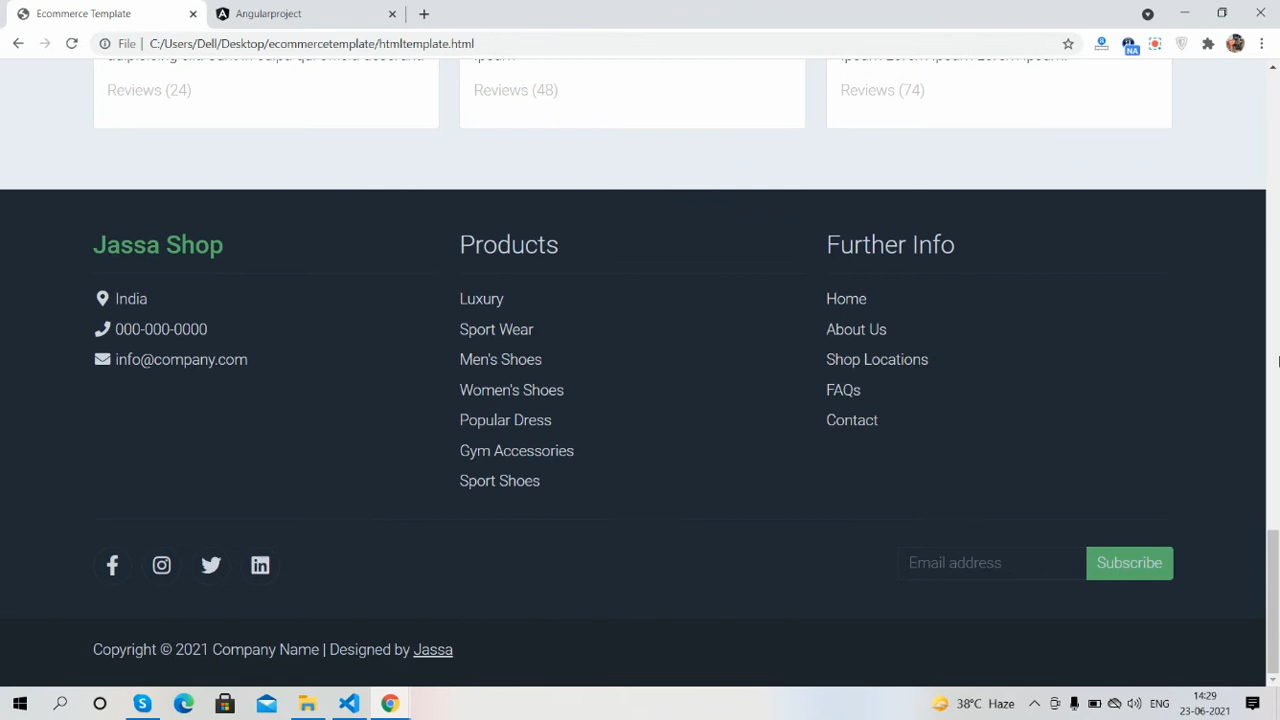 Ecommerce Template
Angularproject
File
C:/Users/Dell/Desktop/ecommercetemplate/htmltemplate.html
NA
Reviews (24)
Reviews (48)
Reviews (74)
Jassa Shop
Products
Further Info
India
Luxury
Home
000-000-0000
Sport Wear
About Us
info@company.com
Men's Shoes
Shop Locations
Women's Shoes
FAQs
Popular Dress
Contact
Gym Accessories
Sport Shoes
Email address
Subscribe
Copyright © 2021 Company Name | Designed by Jassa
38°C Haze
ENG
14:29
23-06-2021